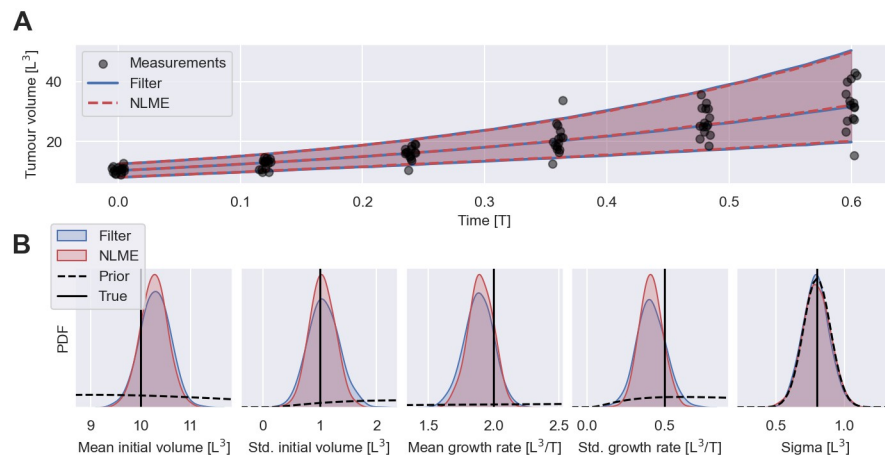 A
Tumour volume [L³]
Measurements
Filter
NLME
40
20
0.0 0.1 0.2 0.3 0.4 0.5 0.6
Time [T]
B
Filter
NLME
Prior
True
PDF
9 10 11 0 1 2 1.5 2.0 2.5 0.0 0.5 0.5 1.0
Mean initial volume [L³] Std. initial volume [L³] Mean growth rate [L³/T] Std. growth rate [L³/T] Sigma [L³]